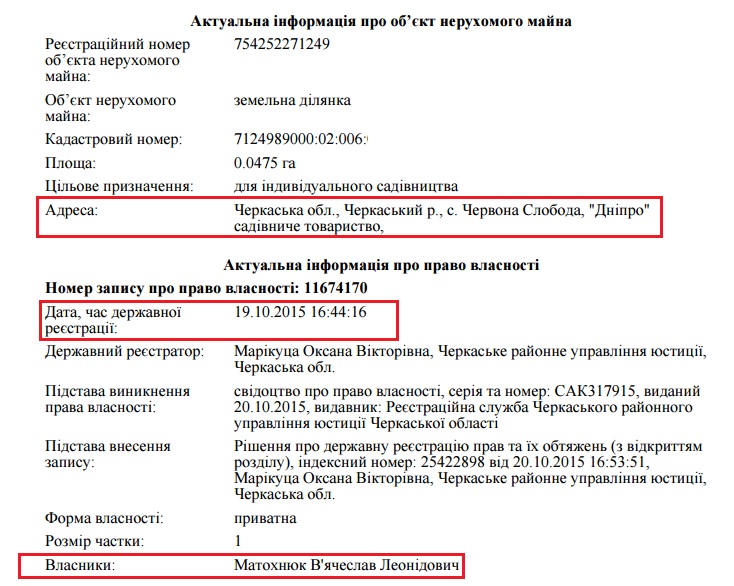 Актуальна інформація про об’єкт нерухомого майна
Реєстраційний номер 754252271249
об’єкта нерухомого
майна:
Об’єкт нерухомого земельна ділянка
майна:
Кадастровий номер: 7124989000:02:006:
Площа: 0.0475 га
Цільове призначення: для індивідуального садівництва
Адреса: Черкаська обл., Черкаський р., с. Червона Слобода, "Дніпро"
садівниче товариство,
Актуальна інформація про право власності
Номер запису про право власності: 11674170
Дата, час державної 19.10.2015 16:44:16
реєстрації:
Державний реєстратор: Марікуца Оксана Вікторівна, Черкаське районне управління юстиції,
Черкаська обл.
Підстава виникнення свідоцтво про право власності, серія та номер: САК317915, виданий
права власності: 20.10.2015, видавник: Реєстраційна служба Черкаського районного
управління юстиції Черкаської області
Підстава внесення Рішення про державну реєстрацію прав та їх обтяжень (з відкриттям
запису: розділу), індексний номер: 25422898 від 20.10.2015 16:53:51,
Марікуца Оксана Вікторівна, Черкаське районне управління юстиції,
Черкаська обл.
Форма власності: приватна
Розмір частки: 1
Власники: Матохнюк В'ячеслав Леонідович